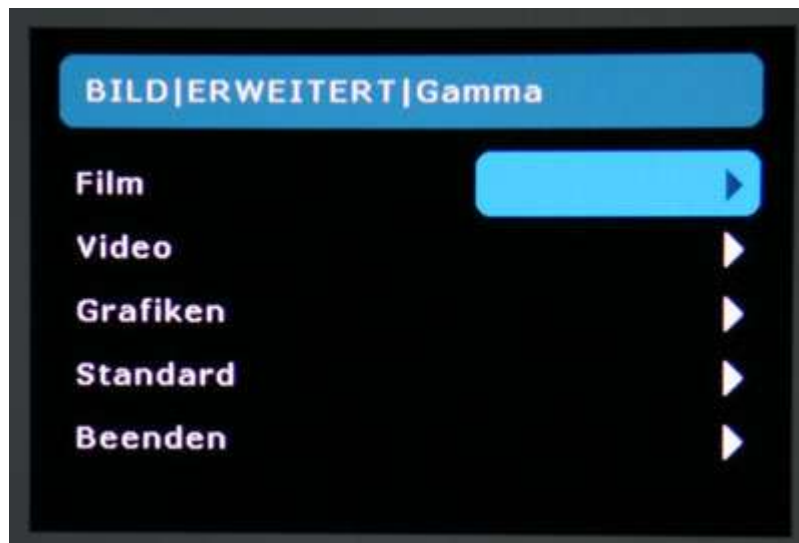 BILD|ERWEITERT|Gamma
Film
Video
Grafiken
Standard
Beenden